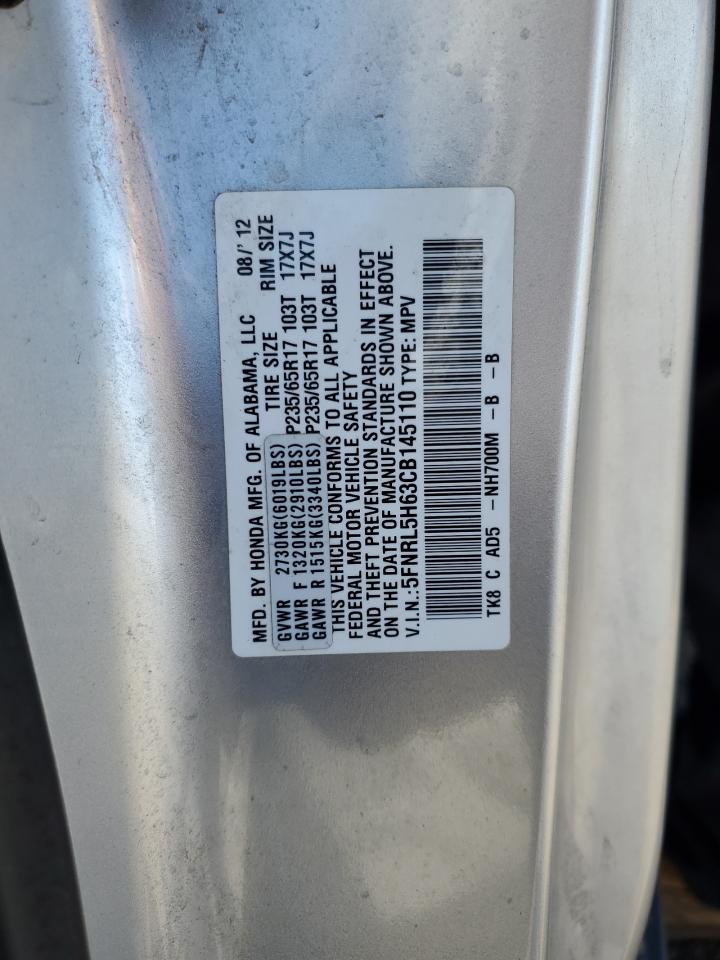 MFD. BY HONDA MFG. OF ALABAMA, LLC 08/'12
GVWR 2730KG(6019LBS) TIRE SIZE RIM SIZE
GAWR F 1320KG(2910LBS) P235/65R17 103T 17X7J
GAWR R 1515KG(3340LBS) P235/65R17 103T 17X7J
THIS VEHICLE CONFORMS TO ALL APPLICABLE
FEDERAL MOTOR VEHICLE SAFETY
AND THEFT PREVENTION STANDARDS IN EFFECT
ON THE DATE OF MANUFACTURE SHOWN ABOVE.
V.I.N.:5FNRL5H63CB145110 TYPE: MPV
TK8 C AD5 -NH700M -B -B